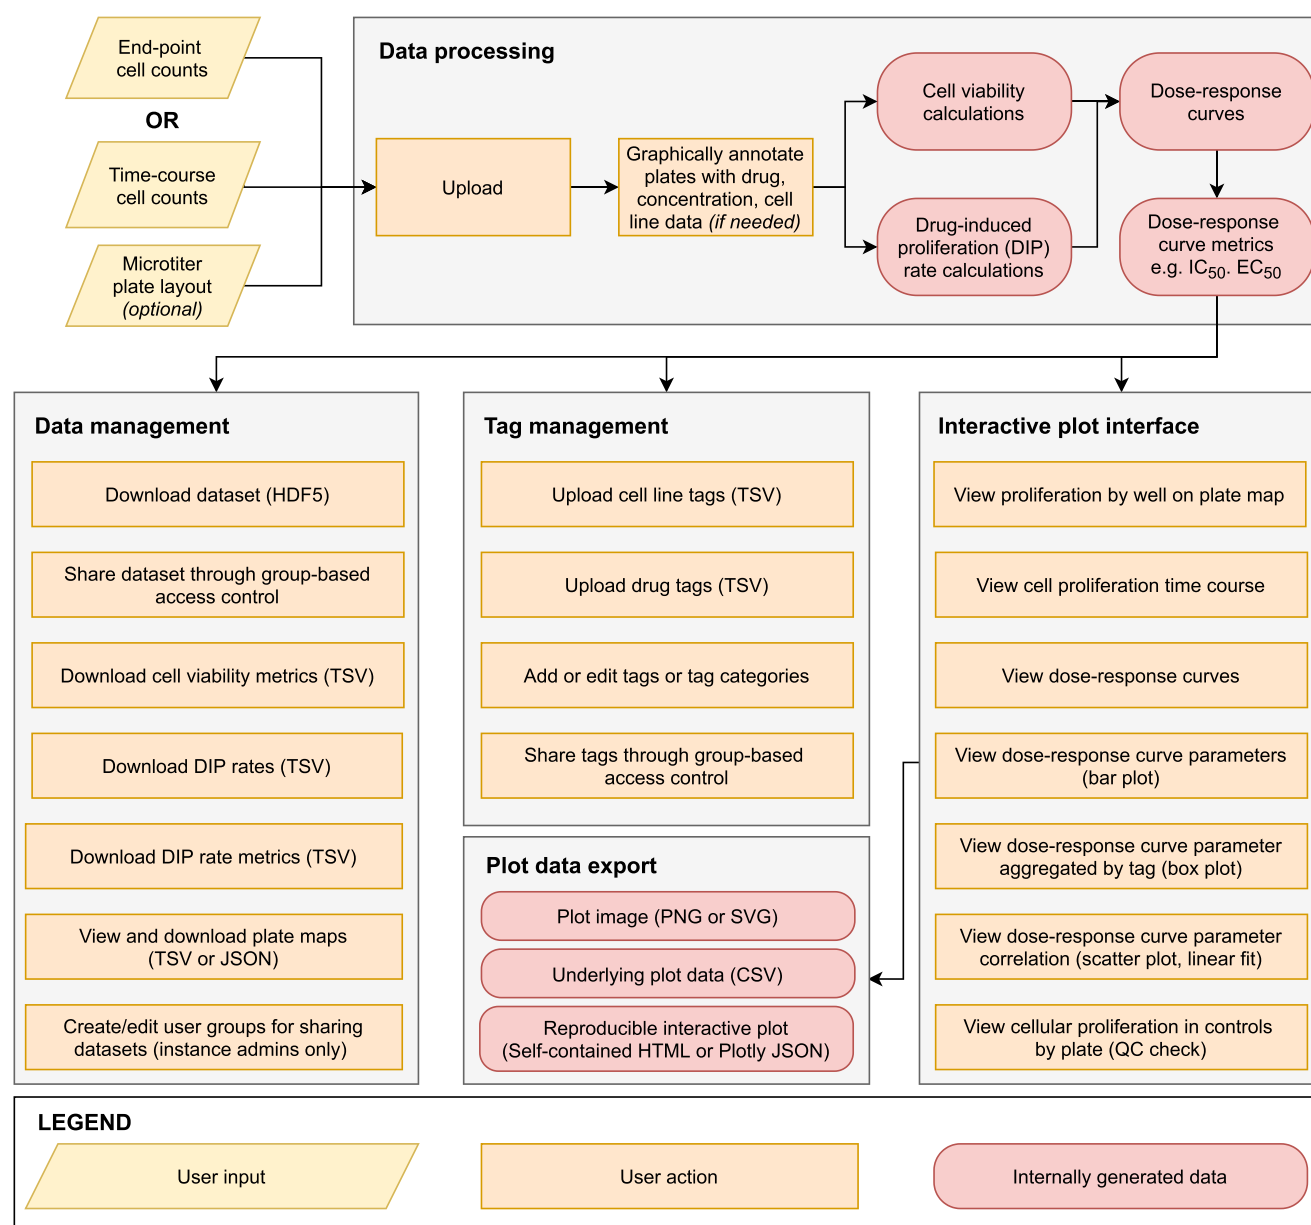 End-point
cell counts
OR
Time-course
cell counts
Microtiter
plate layout
(optional)
Data processing
Upload
Graphically annotate
plates with drug,
concentration, cell
line data (if needed)
Cell viability
calculations
Drug-induced
proliferation (DIP)
rate calculations
Dose-response
curves
Dose-response
curve metrics
e.g. IC50. EC50
Data management
Download dataset (HDF5)
Share dataset through group-based
access control
Download cell viability metrics (TSV)
Download DIP rates (TSV)
Download DIP rate metrics (TSV)
View and download plate maps
(TSV or JSON)
Create/edit user groups for sharing
datasets (instance admins only)
Tag management
Upload cell line tags (TSV)
Upload drug tags (TSV)
Add or edit tags or tag categories
Share tags through group-based
access control
Plot data export
Plot image (PNG or SVG)
Underlying plot data (CSV)
Reproducible interactive plot
(Self-contained HTML or Plotly JSON)
Interactive plot interface
View proliferation by well on plate map
View cell proliferation time course
View dose-response curves
View dose-response curve parameters
(bar plot)
View dose-response curve parameter
aggregated by tag (box plot)
View dose-response curve parameter
correlation (scatter plot, linear fit)
View cellular proliferation in controls
by plate (QC check)
LEGEND
User input
User action
Internally generated data